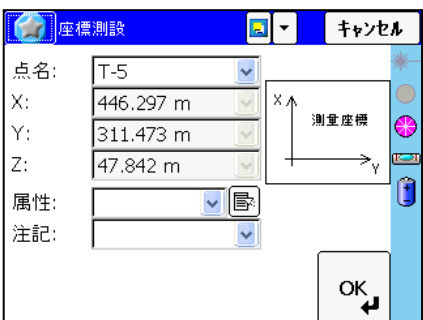 座標測設
キャンセル
点名: T-5
X: 446.297 m
Y: 311.473 m
Z: 47.842 m
X
測量座標
Y
属性:
注記:
OK